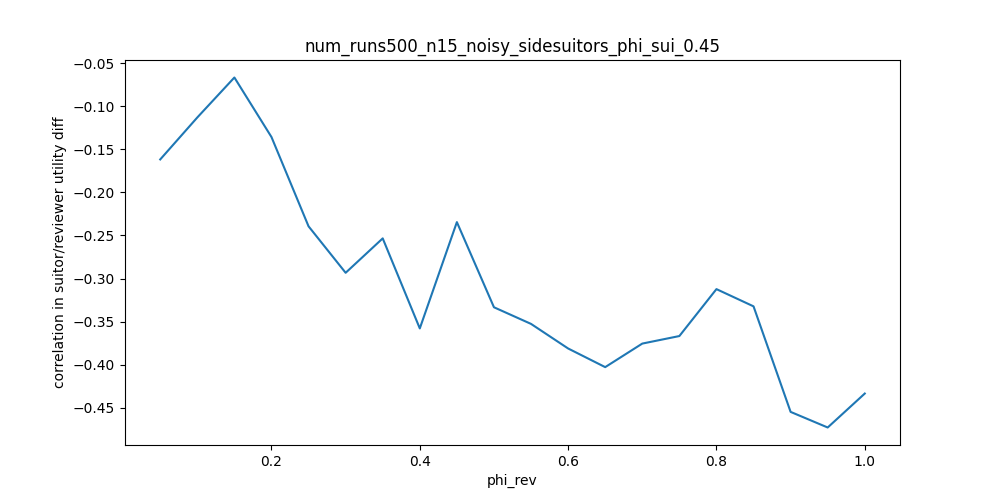 num_runs500_n15_noisy_sidesuitors_phi_sui_0.45
−0.05
−0.10
−0.15
−0.20
−0.25
−0.30
−0.35
−0.40
−0.45
correlation in suitor/reviewer utility diff
0.2 0.4 0.6 0.8 1.0
phi_rev